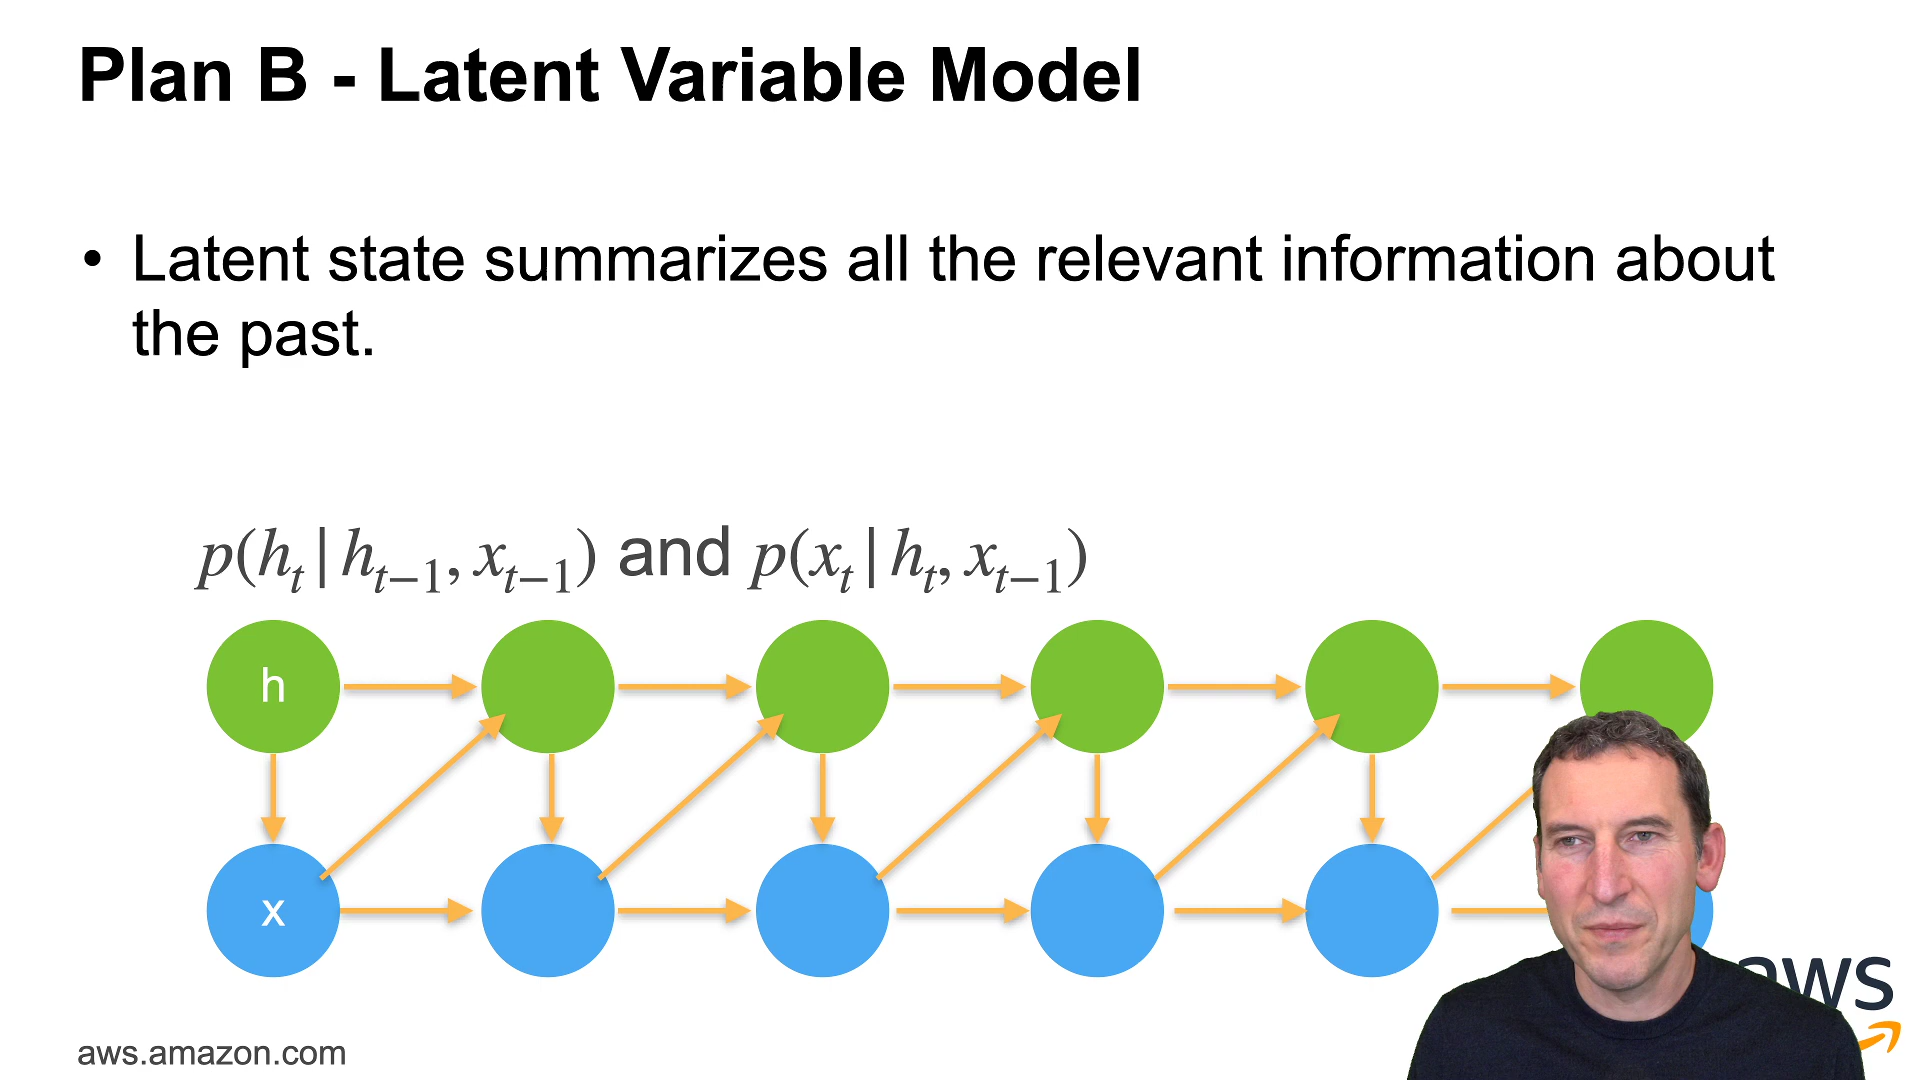 Plan B - Latent Variable Model
• Latent state summarizes all the relevant information about
the past.
p(h_t | h_{t−1}, x_{t−1}) and p(x_t | h_t, x_{t−1})
h
x
aws
aws.amazon.com